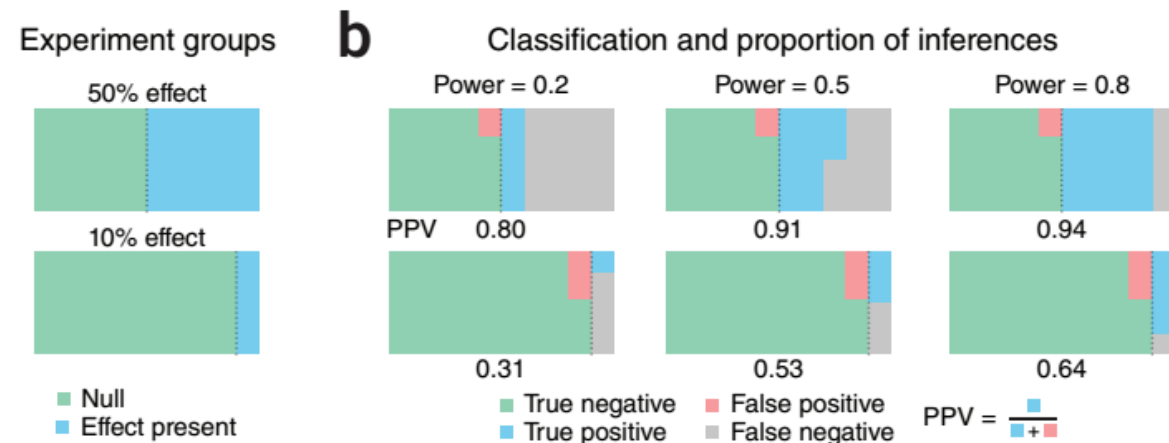 Experiment groups
50% effect
10% effect
Null
Effect present
b
Classification and proportion of inferences
Power = 0.2
Power = 0.5
Power = 0.8
PPV 0.80 0.91 0.94
0.31 0.53 0.64
True negative False positive
True positive False negative
PPV = +